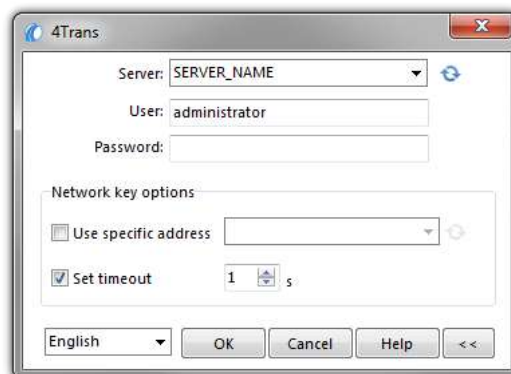 4Trans
Server: SERVER_NAME
User: administrator
Password:
Network key options
Use specific address
Set timeout 1 s
English OK Cancel Help <<